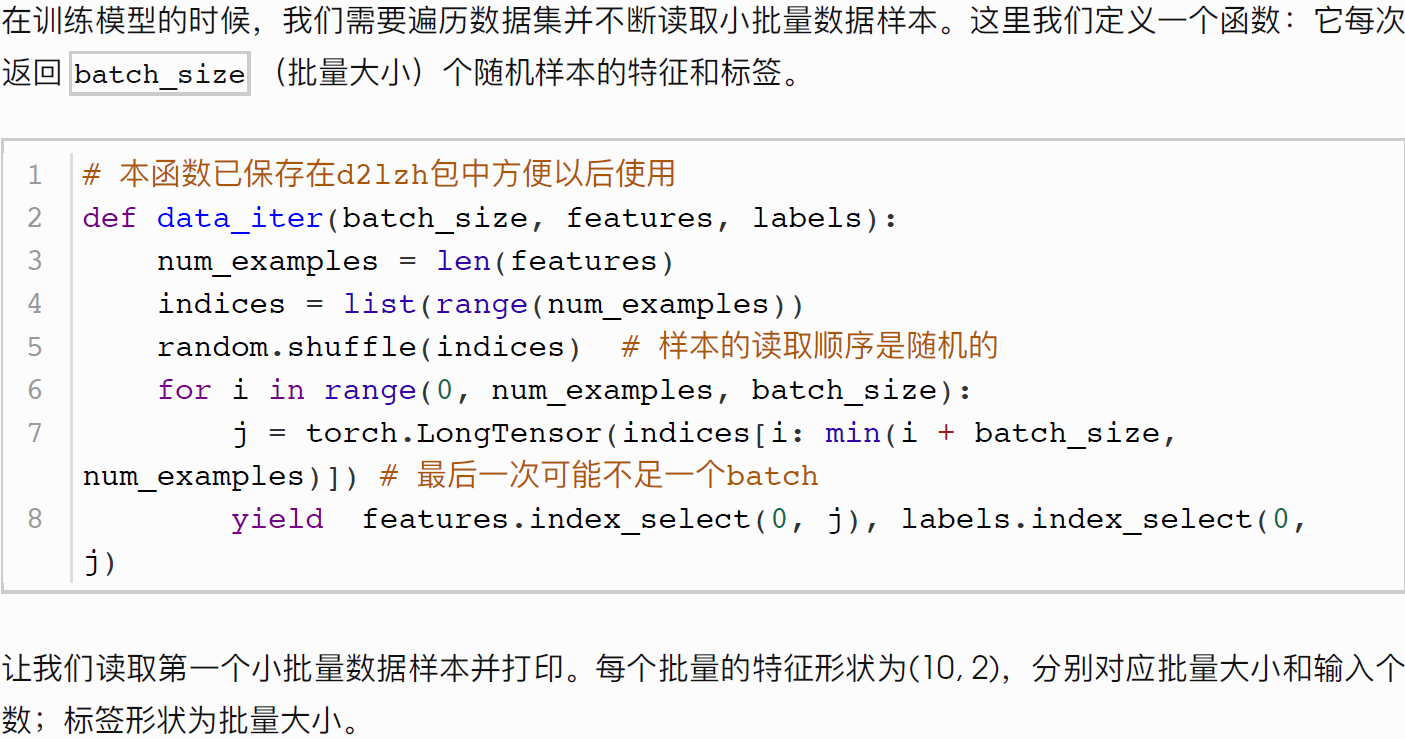 在训练模型的时候，我们需要遍历数据集并不断读取小批量数据样本。这里我们定义一个函数：它每次
返回 batch_size （批量大小）个随机样本的特征和标签。
1 # 本函数已保存在d2lzh包中方便以后使用
2 def data_iter(batch_size, features, labels):
3     num_examples = len(features)
4     indices = list(range(num_examples))
5     random.shuffle(indices)  # 样本的读取顺序是随机的
6     for i in range(0, num_examples, batch_size):
7         j = torch.LongTensor(indices[i: min(i + batch_size,
num_examples)]) # 最后一次可能不足一个batch
8         yield  features.index_select(0, j), labels.index_select(0,
j)
让我们读取第一个小批量数据样本并打印。每个批量的特征形状为(10, 2)，分别对应批量大小和输入个
数；标签形状为批量大小。